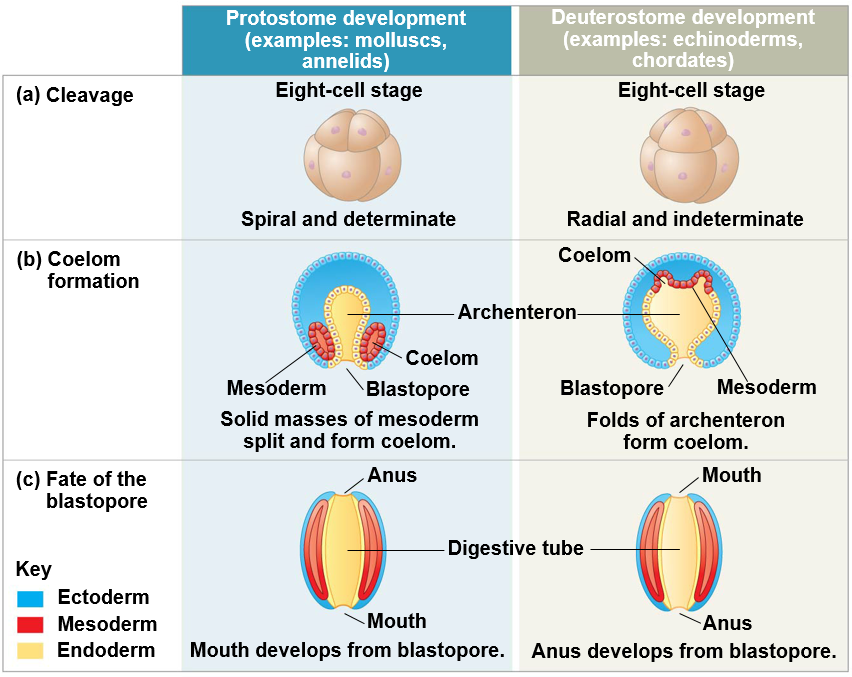 Protostome development
(examples: molluscs,
annelids)
Deuterostome development
(examples: echinoderms,
chordates)
(a) Cleavage
Eight-cell stage
Eight-cell stage
Spiral and determinate
Radial and indeterminate
(b) Coelom
formation
Coelom
Archenteron
Coelom
Mesoderm
Blastopore
Blastopore
Mesoderm
Solid masses of mesoderm
split and form coelom.
Folds of archenteron
form coelom.
(c) Fate of the
blastopore
Anus
Mouth
Digestive tube
Mouth
Anus
Mouth develops from blastopore.
Anus develops from blastopore.
Key
Ectoderm
Mesoderm
Endoderm